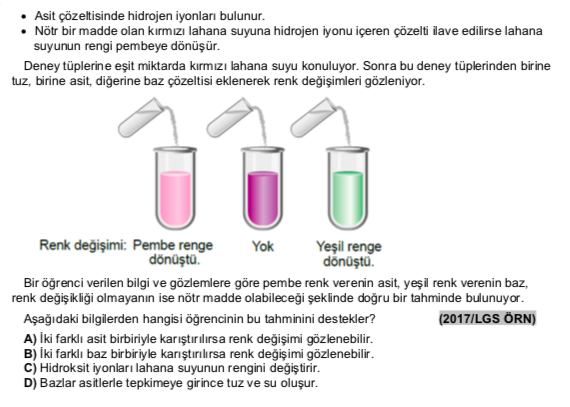 • Asit çözeltisinde hidrojen iyonları bulunur.
• Nötr bir madde olan kırmızı lahana suyuna hidrojen iyonu içeren çözelti ilave edilirse lahana
suyunun rengi pembeye dönüşür.
Deney tüplerine eşit miktarda kırmızı lahana suyu konuluyor. Sonra bu deney tüplerinden birine
tuz, birine asit, diğerine baz çözeltisi eklenerek renk değişimleri gözleniyor.
Renk değişimi: Pembe renge dönüştü.
Yok
Yeşil renge dönüştü.
Bir öğrenci verilen bilgi ve gözlemlere göre pembe renk verenin asit, yeşil renk verenin baz,
renk değişikliği olmayanın ise nötr madde olabileceği şeklinde doğru bir tahminde bulunuyor.
Aşağıdaki bilgilerden hangisi öğrencinin bu tahminini destekler? (2017/LGS ÖRN)
A) İki farklı asit birbiriyle karıştırılırsa renk değişimi gözlenebilir.
B) İki farklı baz birbiriyle karıştırılırsa renk değişimi gözlenebilir.
C) Hidroksit iyonları lahana suyunun rengini değiştirir.
D) Bazlar asitlerle tepkimeye girince tuz ve su oluşur.